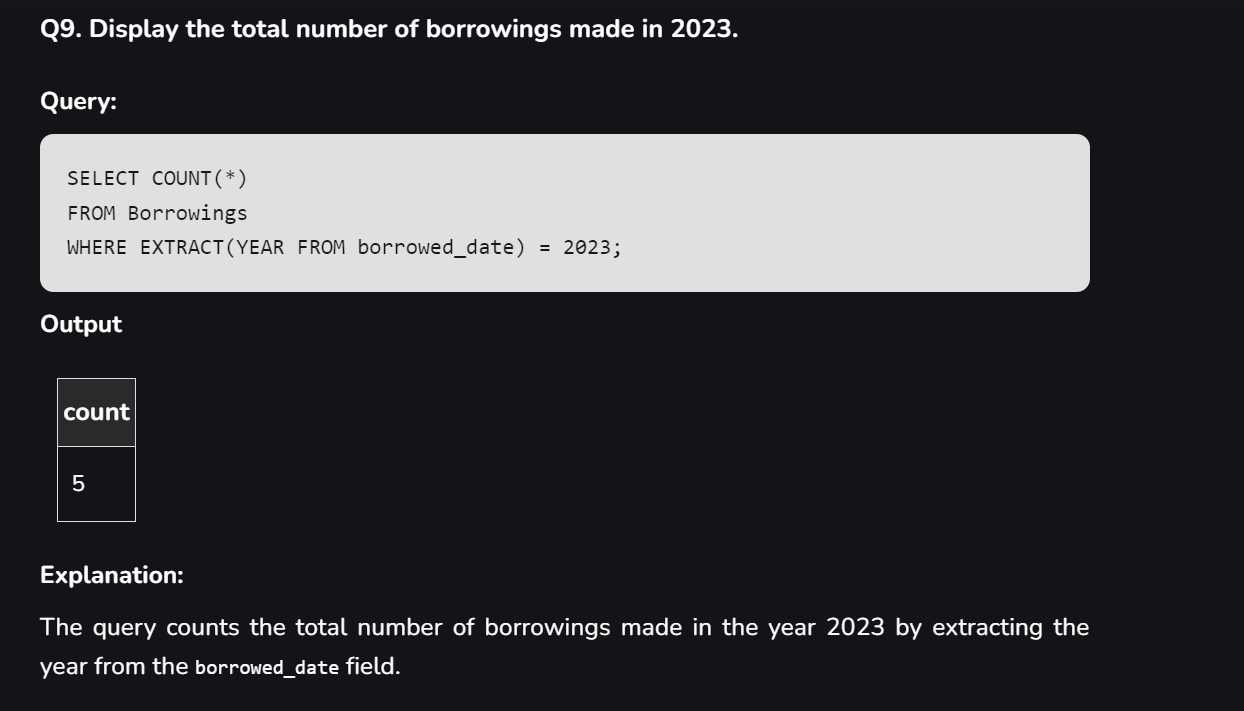 Q9. Display the total number of borrowings made in 2023.
Query:
SELECT COUNT(*)
FROM Borrowings
WHERE EXTRACT(YEAR FROM borrowed_date) = 2023;
Output
count
5
Explanation:
The query counts the total number of borrowings made in the year 2023 by extracting the
year from the borrowed_date field.